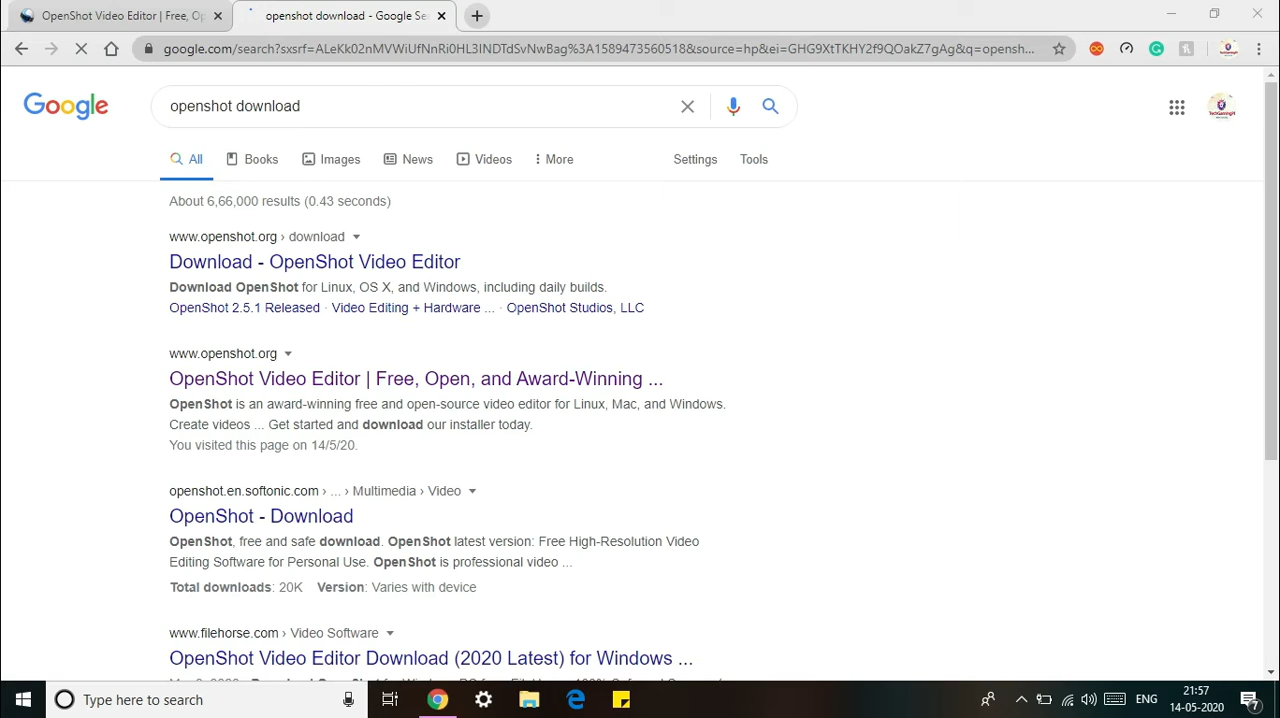 OpenShot Video Editor | Free, Op
openshot download - Google Se
google.com/search?sxsrf=ALeKk02nMVWiUfNnRi0HL3INDTdSvNwBag%3A1589473560518&source=hp&ei=GHG9XtTKHY2f9QOakZ7gAg&q=opensh...
Google
openshot download
All
Books
Images
News
Videos
More
Settings
Tools
About 6,66,000 results (0.43 seconds)
www.openshot.org › download
Download - OpenShot Video Editor
Download OpenShot for Linux, OS X, and Windows, including daily builds.
OpenShot 2.5.1 Released · Video Editing + Hardware ... · OpenShot Studios, LLC
www.openshot.org
OpenShot Video Editor | Free, Open, and Award-Winning ...
OpenShot is an award-winning free and open-source video editor for Linux, Mac, and Windows.
Create videos ... Get started and download our installer today.
You visited this page on 14/5/20.
openshot.en.softonic.com › ... › Multimedia › Video
OpenShot - Download
OpenShot, free and safe download. OpenShot latest version: Free High-Resolution Video
Editing Software for Personal Use. OpenShot is professional video ...
Total downloads: 20K Version: Varies with device
www.filehorse.com › Video Software
OpenShot Video Editor Download (2020 Latest) for Windows ...
Type here to search
ENG
21:57
14-05-2020
7